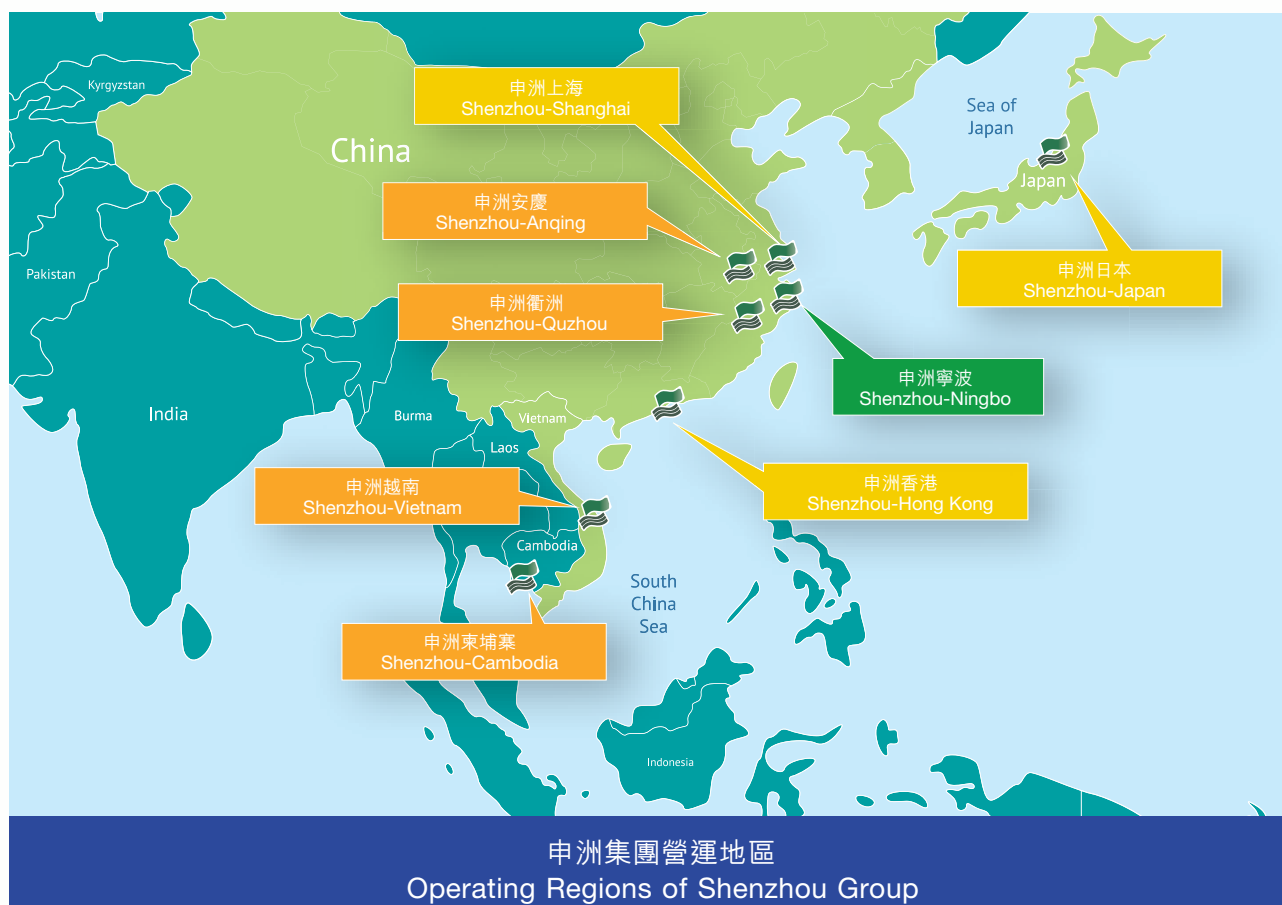 Kyrgyzstan
申洲上海
Shenzhou-Shanghai
Sea of
Japan
China
Japan
申洲安慶
Shenzhou-Anqing
Pakistan
申洲日本
Shenzhou-Japan
申洲衢洲
Shenzhou-Quzhou
申洲寧波
Shenzhou-Ningbo
India
Burma
Vietnam
Laos
申洲越南
Shenzhou-Vietnam
申洲香港
Shenzhou-Hong Kong
Cambodia
South
China
Sea
申洲柬埔寨
Shenzhou-Cambodia
Indonesia
申洲集團營運地區
Operating Regions of Shenzhou Group